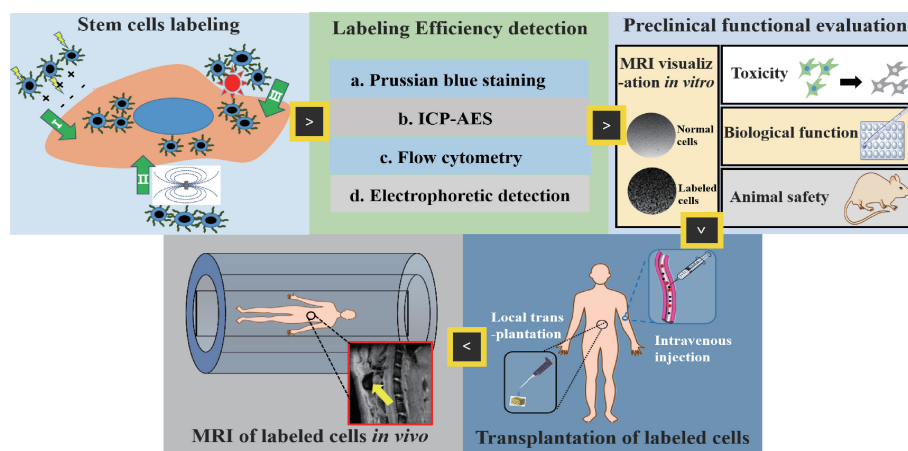 Stem cells labeling
+
+
+
-
-
-
I
II
III
>
Labeling Efficiency detection
a. Prussian blue staining
b. ICP-AES
c. Flow cytometry
d. Electrophoretic detection
>
Preclinical functional evaluation
MRI visualiz
-ation in vitro
Normal
cells
Labeled
cells
Toxicity
Biological function
Animal safety
>
Local trans
-plantation
Intravenous
injection
Transplantation of labeled cells
<
MRI of labeled cells in vivo